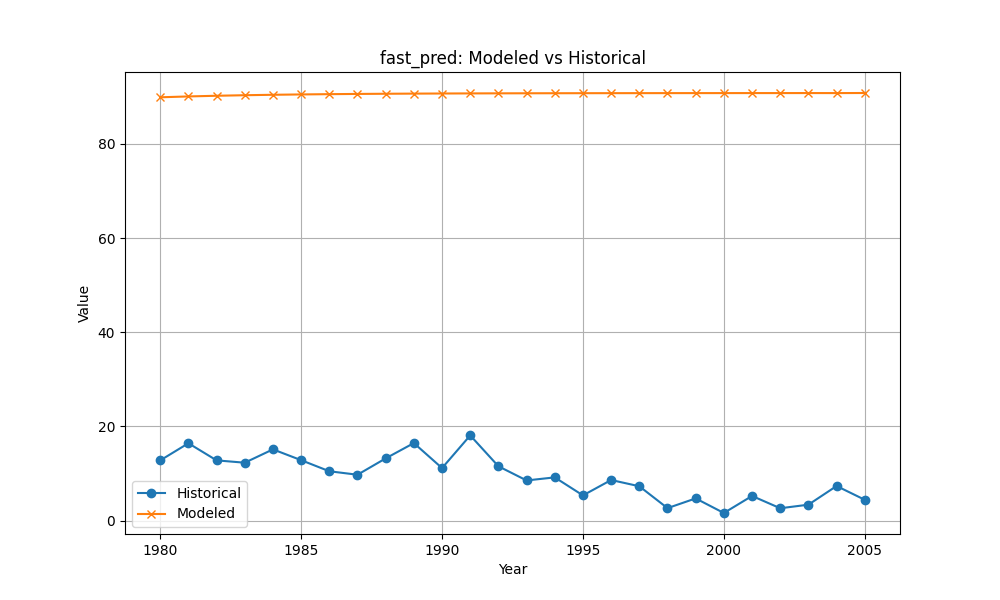 fast_pred: Modeled vs Historical
Value
80
60
40
20
0
Historical
Modeled
1980
1985
1990
1995
2000
2005
Year